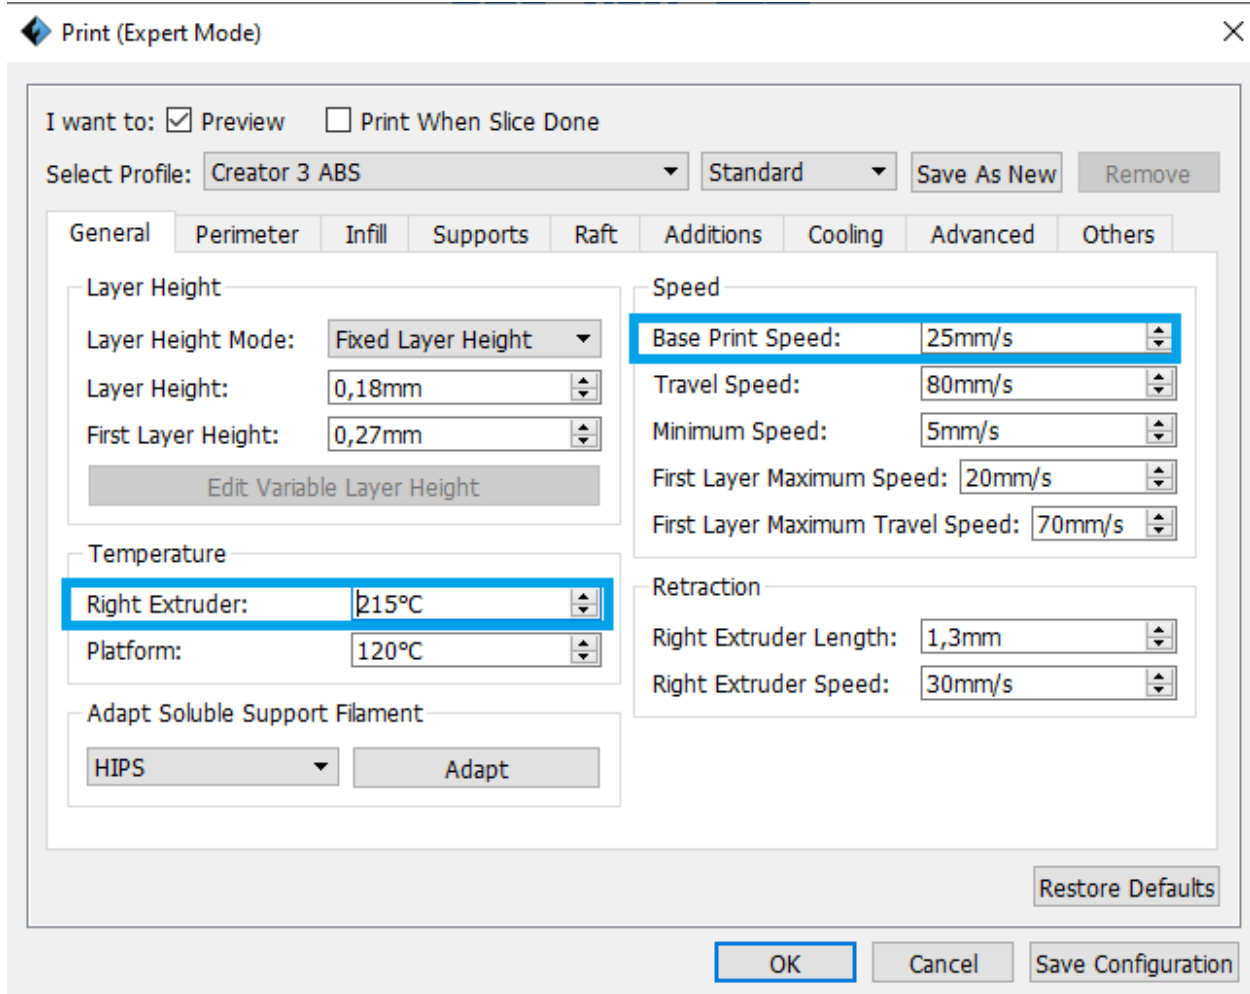 Print (Expert Mode)
I want to: Preview Print When Slice Done
Select Profile: Creator 3 ABS Standard Save As New Remove
General Perimeter Infill Supports Raft Additions Cooling Advanced Others
Layer Height
Layer Height Mode: Fixed Layer Height
Layer Height: 0,18mm
First Layer Height: 0,27mm
Edit Variable Layer Height
Temperature
Right Extruder: 215°C
Platform: 120°C
Adapt Soluble Support Filament
HIPS Adapt
Speed
Base Print Speed: 25mm/s
Travel Speed: 80mm/s
Minimum Speed: 5mm/s
First Layer Maximum Speed: 20mm/s
First Layer Maximum Travel Speed: 70mm/s
Retraction
Right Extruder Length: 1,3mm
Right Extruder Speed: 30mm/s
Restore Defaults
OK Cancel Save Configuration